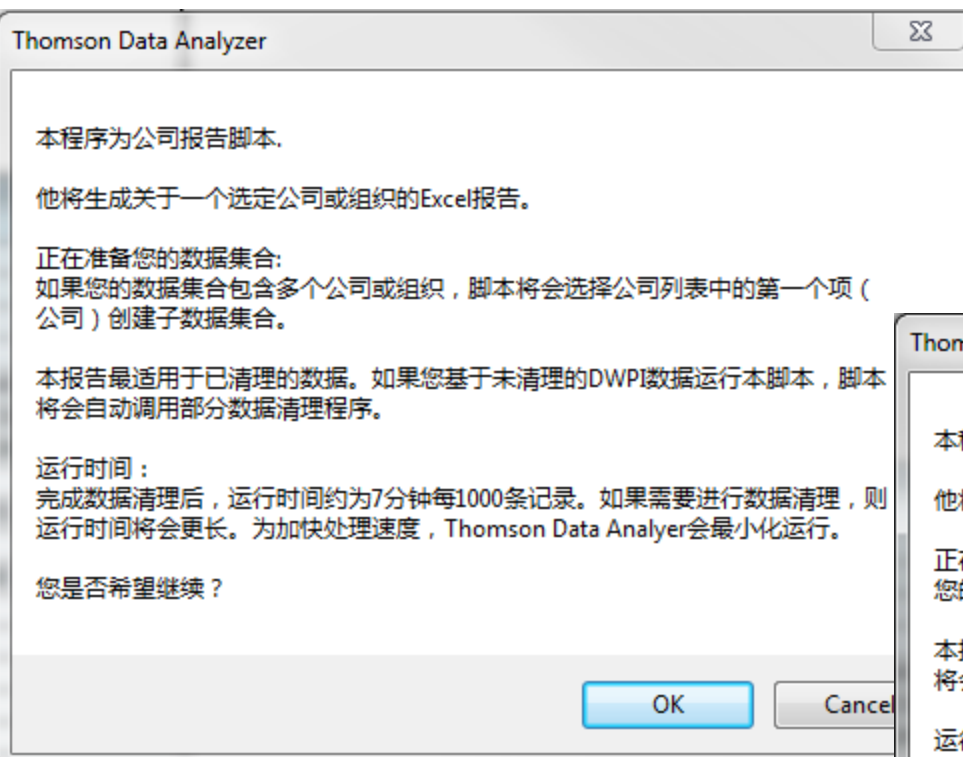 Thomson Data Analyzer
本程序为公司报告脚本.
他将生成关于一个选定公司或组织的Excel报告。
正在准备您的数据集合:
如果您的数据集合包含多个公司或组织，脚本将会选择公司列表中的第一个项（
公司）创建子数据集合。
本报告最适用于已清理的数据。如果您基于未清理的DWPI数据运行本脚本，脚本
将会自动调用部分数据清理程序。
运行时间：
完成数据清理后，运行时间约为7分钟每1000条记录。如果需要进行数据清理，则
运行时间将会更长。为加快处理速度，Thomson Data Analyer会最小化运行。
您是否希望继续？
OK
Cancel
Thom
本
正
您
本
将